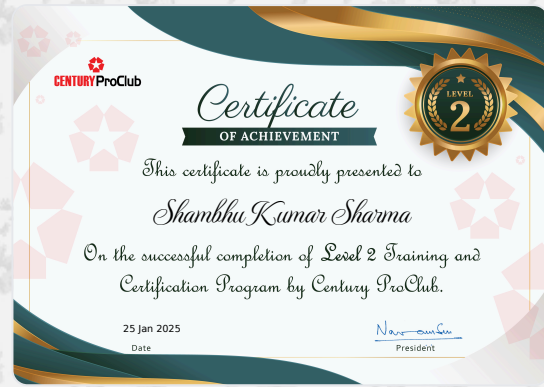 CENTURY ProClub
Certificate
OF ACHIEVEMENT
LEVEL
2
This certificate is proudly presented to
Shambhu Kumar Sharma
On the successful completion of Level 2 Training and
Certification Program by Century ProClub.
25 Jan 2025
Date
President